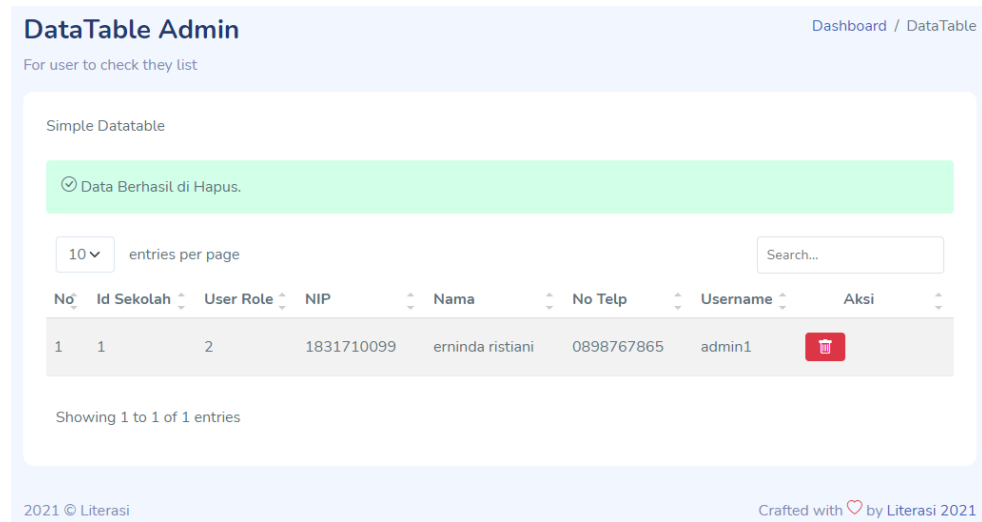 DataTable Admin
Dashboard / DataTable
For user to check they list
Simple Datatable
Data Berhasil di Hapus.
10 entries per page
Search...
No Id Sekolah User Role NIP Nama No Telp Username Aksi
1 1 2 1831710099 erninda ristiani 0898767865 admin1
Showing 1 to 1 of 1 entries
2021 © Literasi
Crafted with ♡ by Literasi 2021